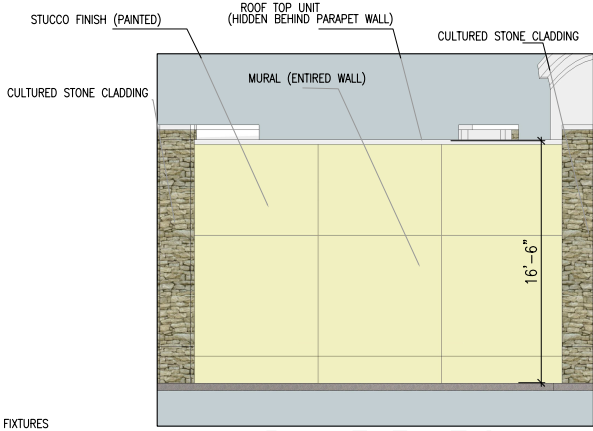 ROOF TOP UNIT
(HIDDEN BEHIND PARAPET WALL)
STUCCO FINISH (PAINTED)
CULTURED STONE CLADDING
MURAL (ENTIRED WALL)
CULTURED STONE CLADDING
16'-6"
FIXTURES